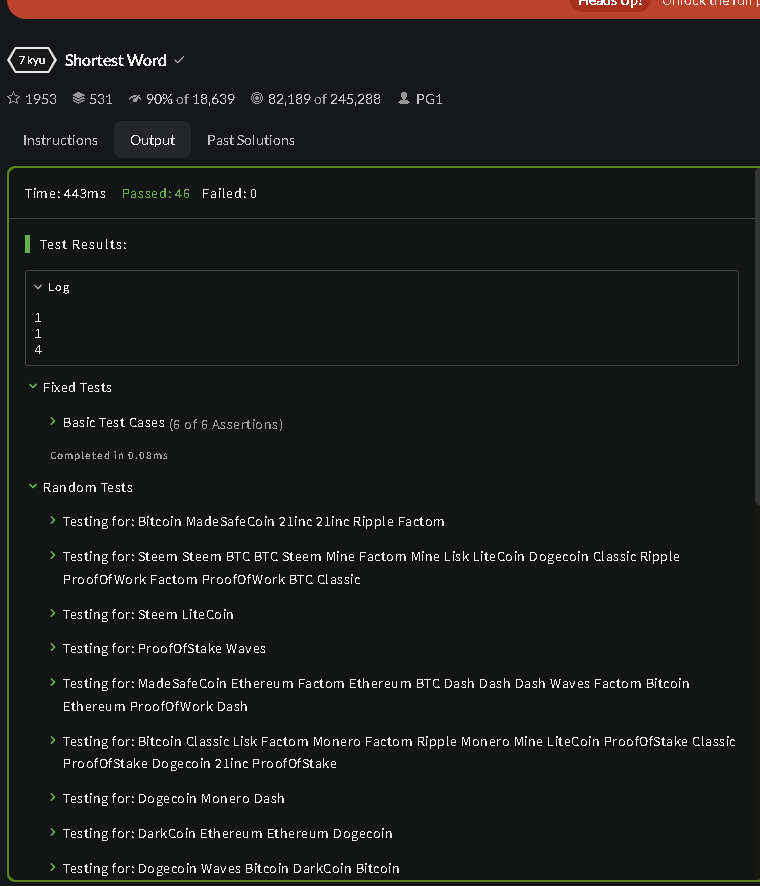 Heads Up! Unlock the full p
7 kyu Shortest Word
1953 531 90% of 18,639 82,189 of 245,288 PG1
Instructions Output Past Solutions
Time: 443ms Passed: 46 Failed: 0
Test Results:
Log
1
1
4
Fixed Tests
Basic Test Cases (6 of 6 Assertions)
Completed in 0.08ms
Random Tests
Testing for: Bitcoin MadeSafeCoin 21inc 21inc Ripple Factom
Testing for: Steem Steem BTC BTC Steem Mine Factom Mine Lisk LiteCoin Dogecoin Classic Ripple
ProofOfWork Factom ProofOfWork BTC Classic
Testing for: Steem LiteCoin
Testing for: ProofOfStake Waves
Testing for: MadeSafeCoin Ethereum Factom Ethereum BTC Dash Dash Dash Waves Factom Bitcoin
Ethereum ProofOfWork Dash
Testing for: Bitcoin Classic Lisk Factom Monero Factom Ripple Monero Mine LiteCoin ProofOfStake Classic
ProofOfStake Dogecoin 21inc ProofOfStake
Testing for: Dogecoin Monero Dash
Testing for: DarkCoin Ethereum Ethereum Dogecoin
Testing for: Dogecoin Waves Bitcoin DarkCoin Bitcoin